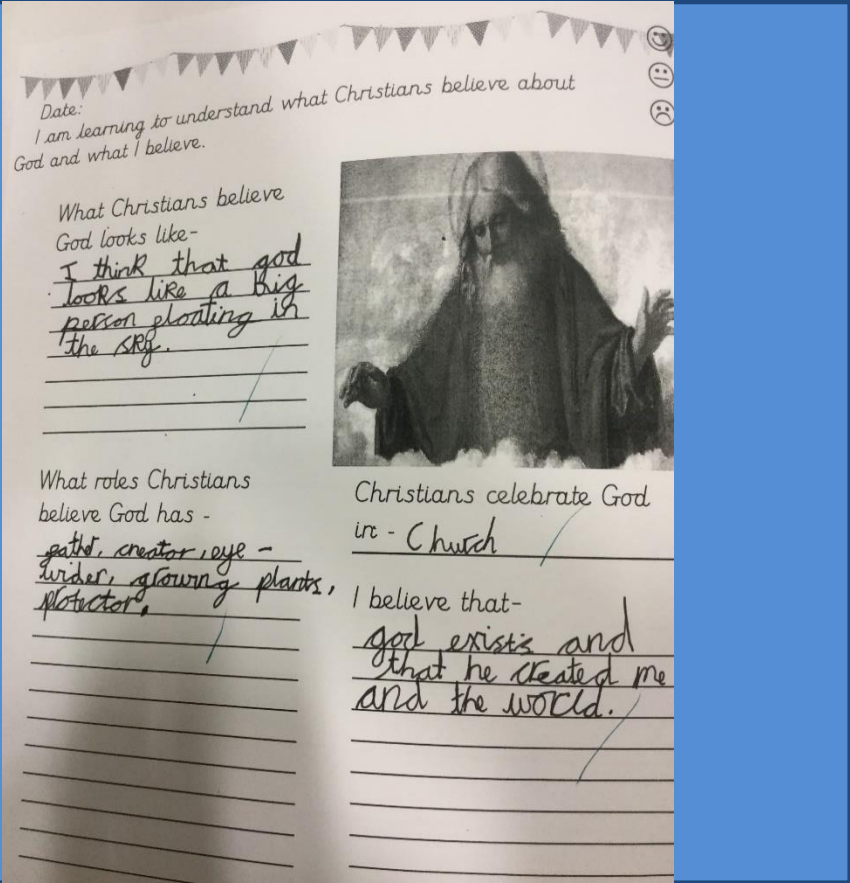 Date:
I am learning to understand what Christians believe about
God and what I believe.
What Christians believe
God looks like-
I think that god
looks like a big
person floating in
the sky.
What roles Christians
believe God has -
father, creator, eye -
wider, growing plants,
protector.
Christians celebrate God
in - Church
I believe that-
god exists and
that he created me
and the world.